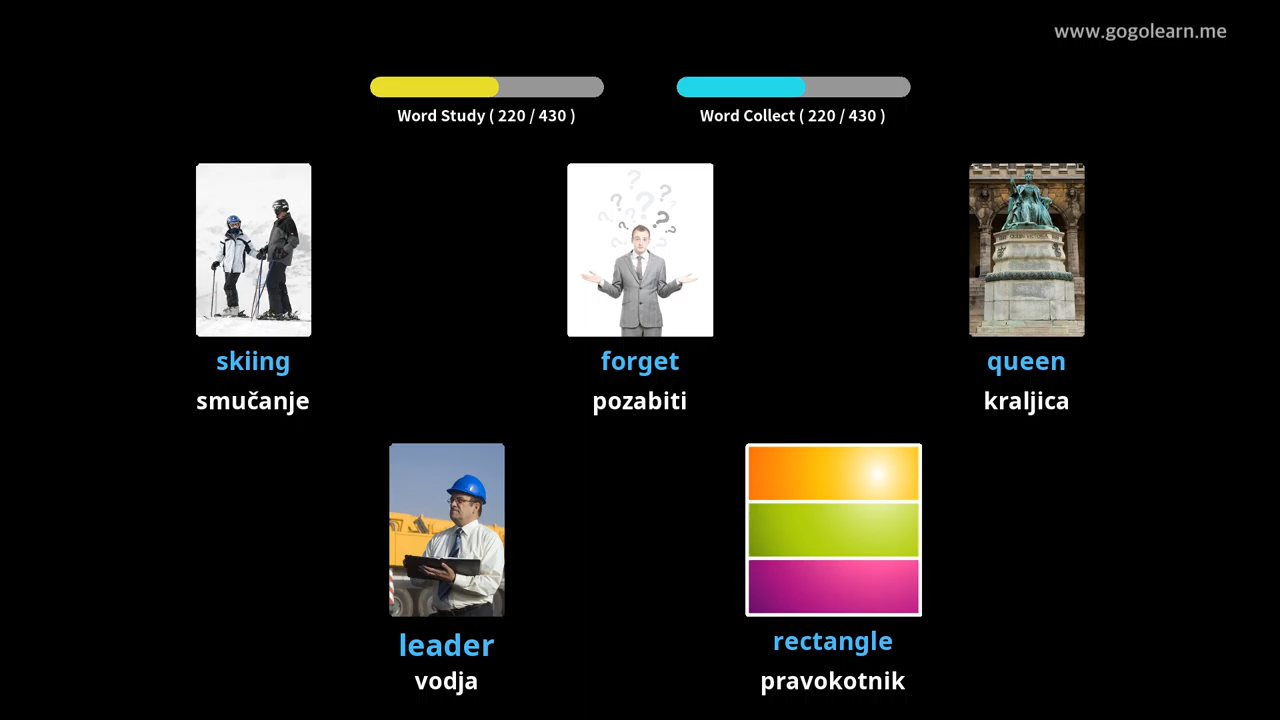 www.gogolearn.me
Word Study ( 220 / 430 )
Word Collect ( 220 / 430 )
skiing
smučanje
forget
pozabiti
queen
kraljica
leader
vodja
rectangle
pravokotnik